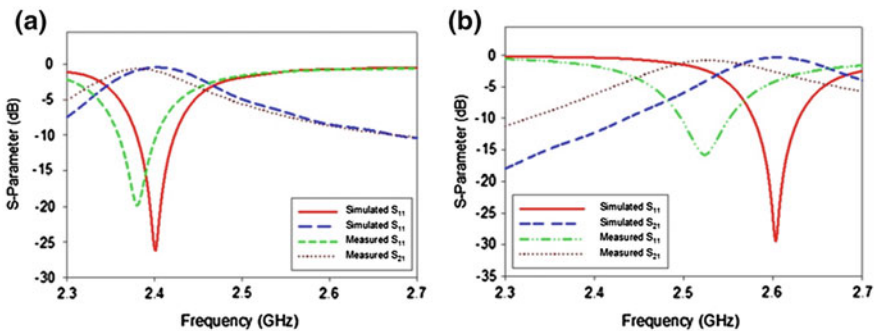 (a)
S-Parameter (dB)
5
0
-5
-10
-15
-20
-25
-30
2.3
2.4
2.5
2.6
2.7
Frequency (GHz)
Simulated S11
Simulated S11
Measured S11
Measured S21
(b)
S-Parameter (dB)
5
0
-5
-10
-15
-20
-25
-30
-35
2.3
2.4
2.5
2.6
2.7
Frequency (GHz)
Simulated S11
Simulated S21
Measured S11
Measured S21